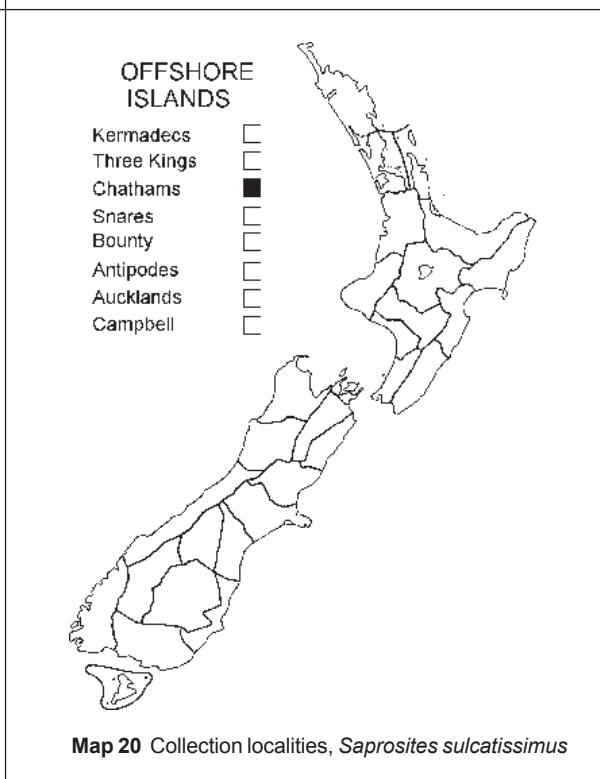 OFFSHORE
ISLANDS
Kermadecs
Three Kings
Chathams
Snares
Bounty
Antipodes
Aucklands
Campbell
Map 20 Collection localities, Saprosites sulcatissimus